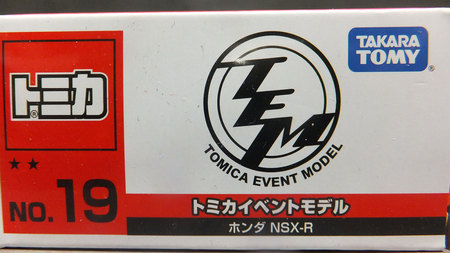 トミカ
®
★★
NO. 19
TEM
TOMICA EVENT MODEL
TAKARA
TOMY®
トミカイベントモデル
ホンダ NSX-R